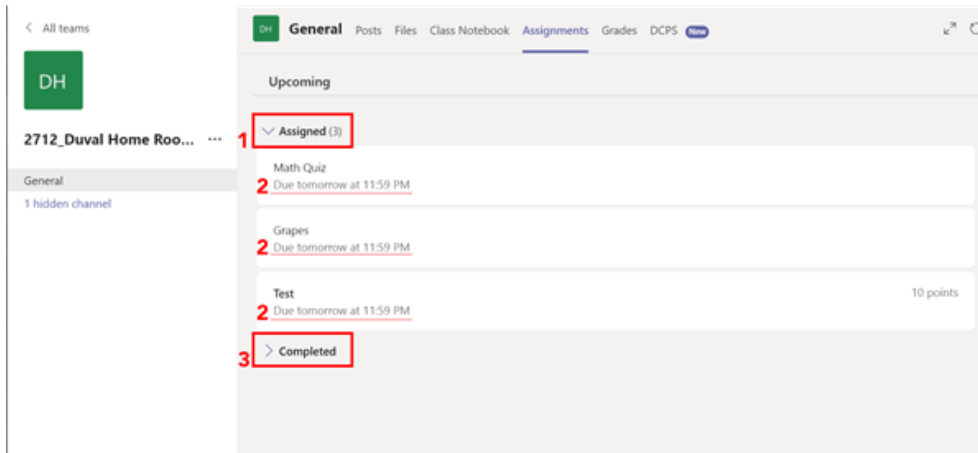 All teams
DH
2712_Duval Home Roo... ...
General
1 hidden channel
DH General Posts Files Class Notebook Assignments Grades DCPS New
Upcoming
1 Assigned (3)
Math Quiz
2 Due tomorrow at 11:59 PM
Grapes
2 Due tomorrow at 11:59 PM
Test 10 points
2 Due tomorrow at 11:59 PM
3 Completed